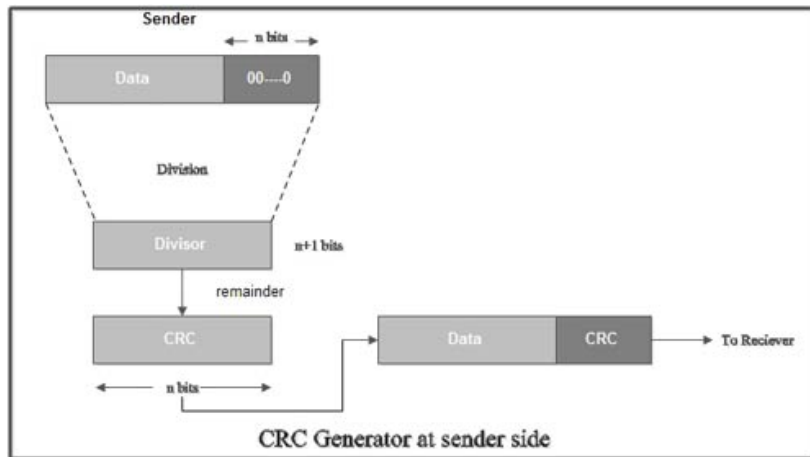 Sender
n bits
Data 00----0
Division
Divisor n+1 bits
remainder
CRC Data CRC To Reciever
n bits
CRC Generator at sender side